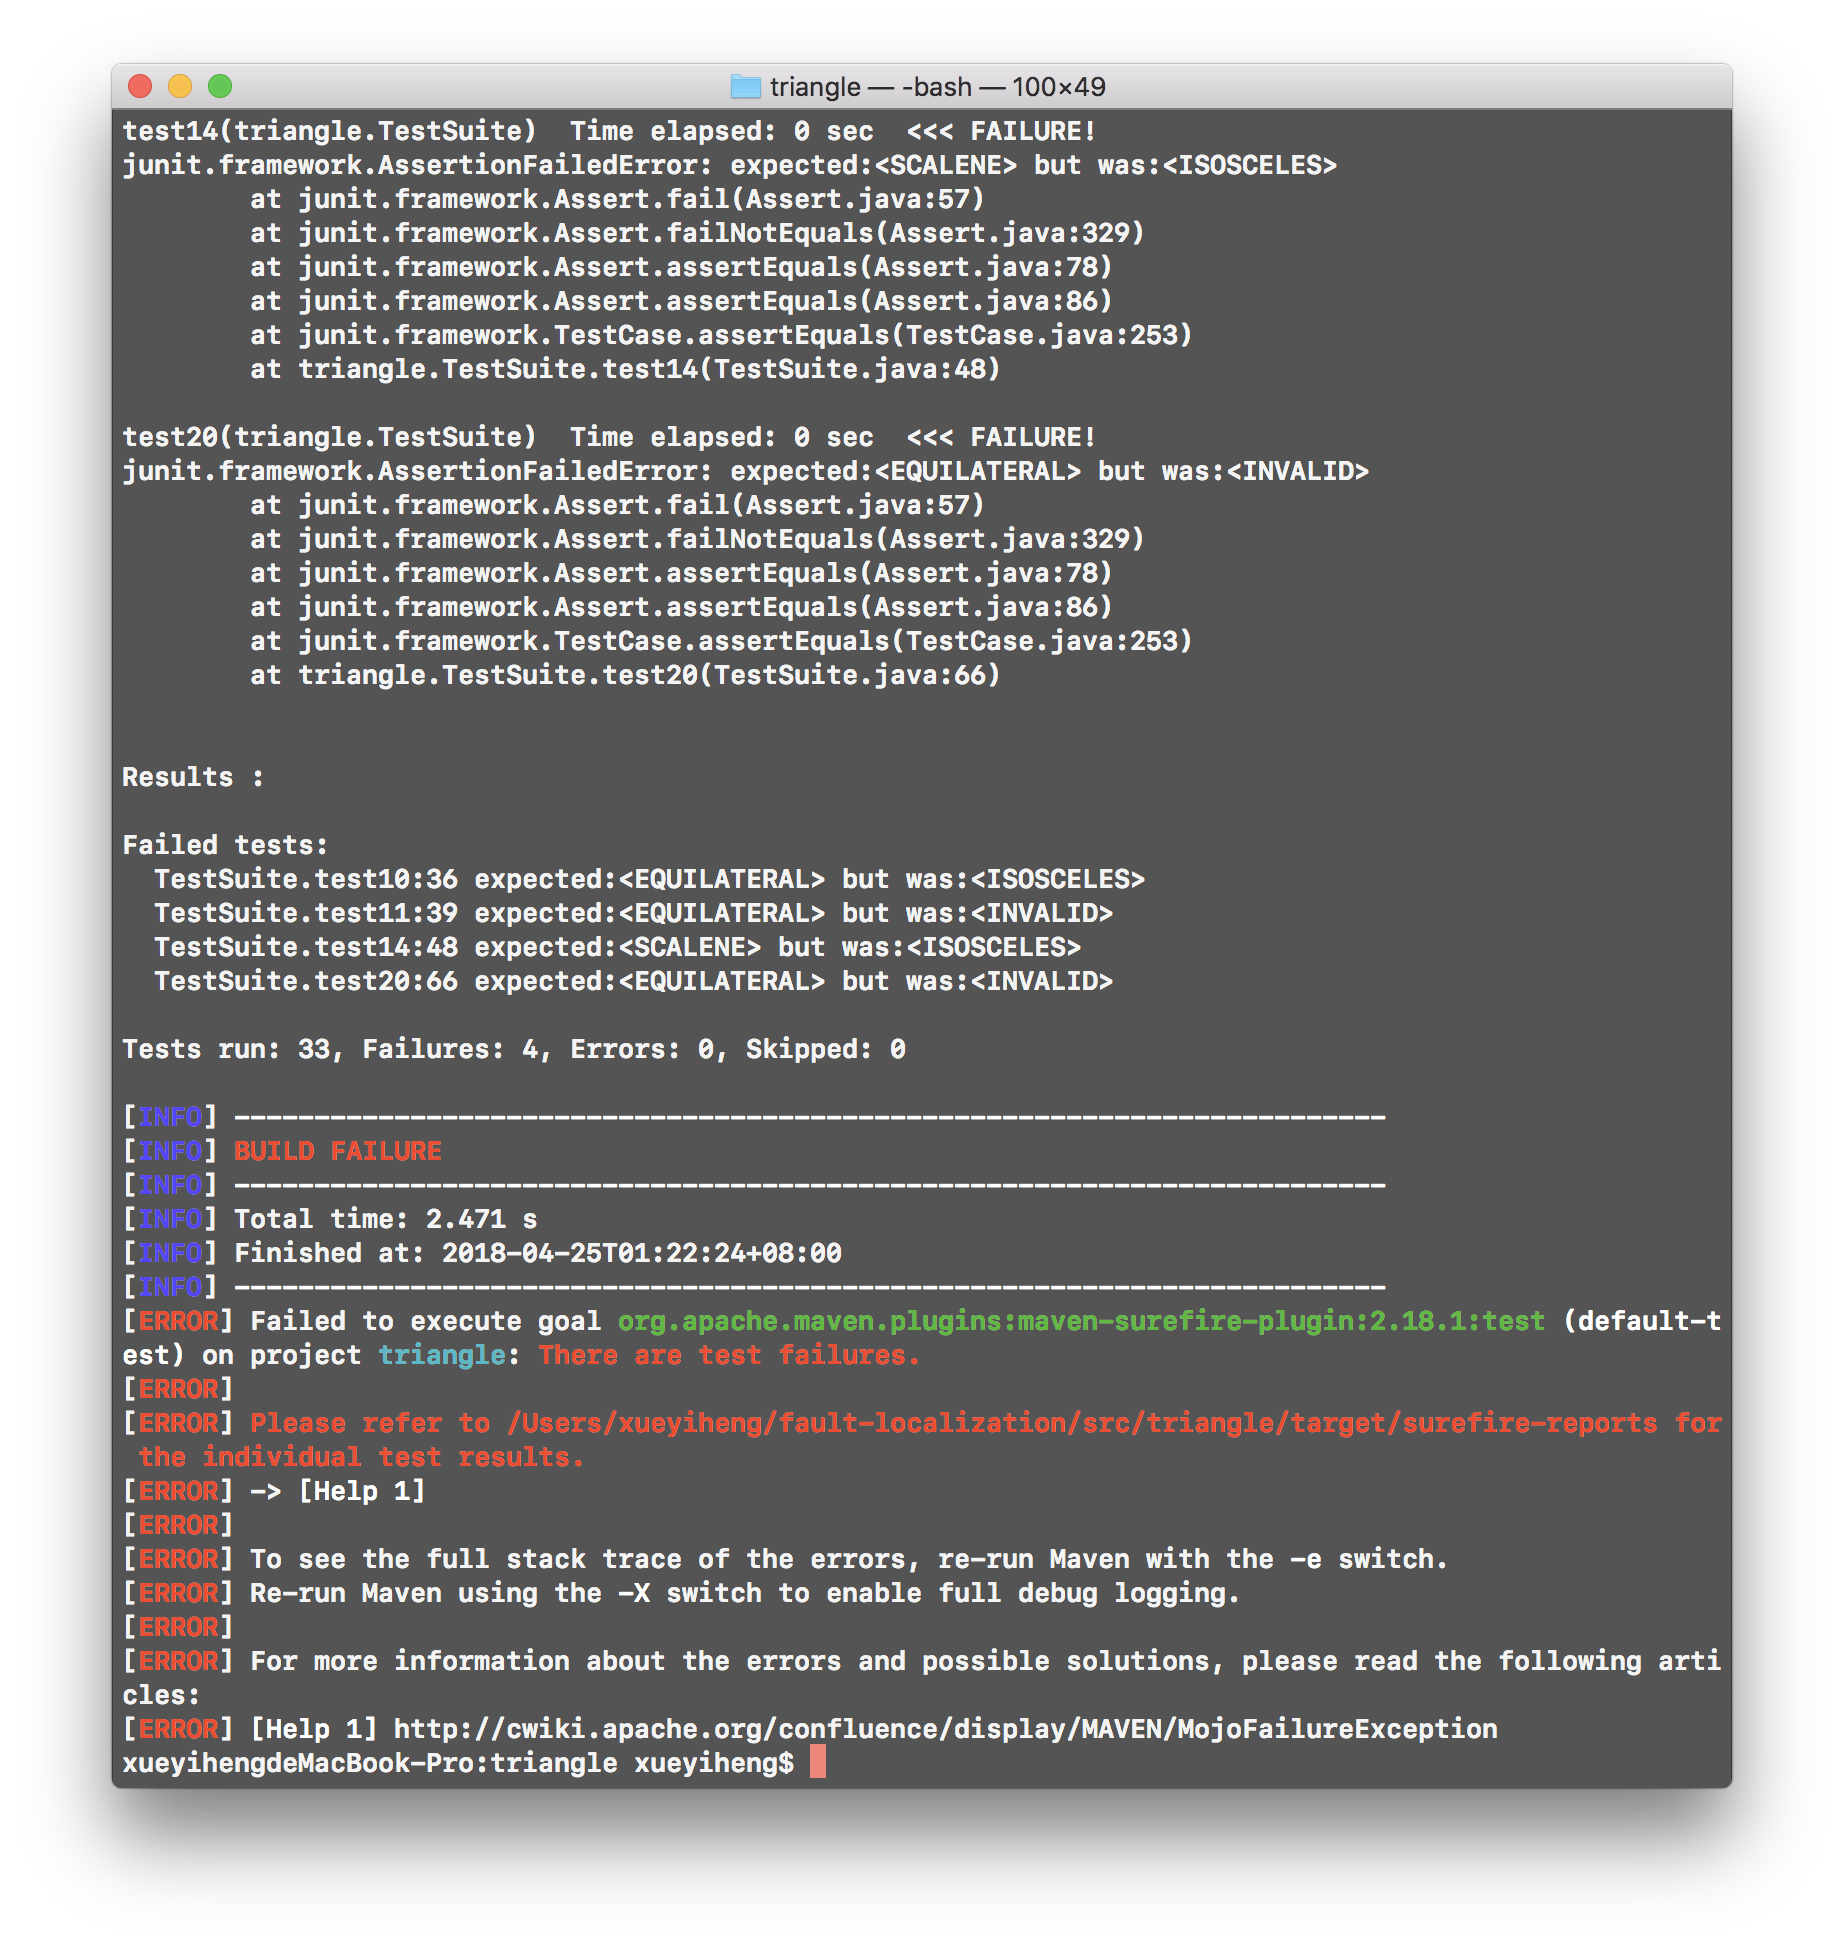 triangle — -bash — 100×49
test14(triangle.TestSuite)  Time elapsed: 0 sec  <<< FAILURE!
junit.framework.AssertionFailedError: expected:<SCALENE> but was:<ISOSCELES>
        at junit.framework.Assert.fail(Assert.java:57)
        at junit.framework.Assert.failNotEquals(Assert.java:329)
        at junit.framework.Assert.assertEquals(Assert.java:78)
        at junit.framework.Assert.assertEquals(Assert.java:86)
        at junit.framework.TestCase.assertEquals(TestCase.java:253)
        at triangle.TestSuite.test14(TestSuite.java:48)
test20(triangle.TestSuite)  Time elapsed: 0 sec  <<< FAILURE!
junit.framework.AssertionFailedError: expected:<EQUILATERAL> but was:<INVALID>
        at junit.framework.Assert.fail(Assert.java:57)
        at junit.framework.Assert.failNotEquals(Assert.java:329)
        at junit.framework.Assert.assertEquals(Assert.java:78)
        at junit.framework.Assert.assertEquals(Assert.java:86)
        at junit.framework.TestCase.assertEquals(TestCase.java:253)
        at triangle.TestSuite.test20(TestSuite.java:66)
Results :
Failed tests:
  TestSuite.test10:36 expected:<EQUILATERAL> but was:<ISOSCELES>
  TestSuite.test11:39 expected:<EQUILATERAL> but was:<INVALID>
  TestSuite.test14:48 expected:<SCALENE> but was:<ISOSCELES>
  TestSuite.test20:66 expected:<EQUILATERAL> but was:<INVALID>
Tests run: 33, Failures: 4, Errors: 0, Skipped: 0
[INFO] ------------------------------------------------------------------------
[INFO] BUILD FAILURE
[INFO] ------------------------------------------------------------------------
[INFO] Total time: 2.471 s
[INFO] Finished at: 2018-04-25T01:22:24+08:00
[INFO] ------------------------------------------------------------------------
[ERROR] Failed to execute goal org.apache.maven.plugins:maven-surefire-plugin:2.18.1:test (default-t
est) on project triangle: There are test failures.
[ERROR]
[ERROR] Please refer to /Users/xueyiheng/fault-localization/src/triangle/target/surefire-reports for
 the individual test results.
[ERROR] -> [Help 1]
[ERROR]
[ERROR] To see the full stack trace of the errors, re-run Maven with the -e switch.
[ERROR] Re-run Maven using the -X switch to enable full debug logging.
[ERROR]
[ERROR] For more information about the errors and possible solutions, please read the following arti
cles:
[ERROR] [Help 1] http://cwiki.apache.org/confluence/display/MAVEN/MojoFailureException
xueyihengdeMacBook-Pro:triangle xueyiheng$